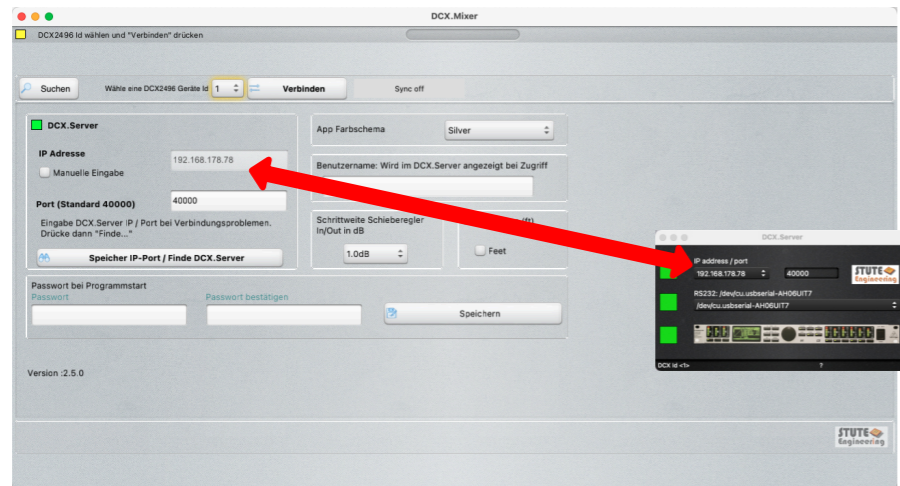 DCX.Mixer
DCX2496 Id wählen und "Verbinden" drücken
Suchen
Wähle eine DCX2496 Geräte Id
1
Verbinden
Sync off
DCX.Server
IP Adresse
Manuelle Eingabe
192.168.178.78
Port (Standard 40000)
40000
Eingabe DCX.Server IP / Port bei Verbindungsproblemen.
Drücke dann "Finde..."
Speicher IP-Port / Finde DCX.Server
App Farbschema
Silver
Benutzername: Wird im DCX.Server angezeigt bei Zugriff
Schrittweite Schieberegler
In/Out in dB
1.0dB
(ft)
Feet
Passwort bei Programmstart
Passwort
Passwort bestätigen
Speichern
Version :2.5.0
DCX.Server
IP address / port
192.168.178.78
40000
STUTE
Engineering
RS232: /dev/cu.usbserial-AH06UIT7
/dev/cu.usbserial-AH06UIT7
DCX Id <1>
?
STUTE
Engineering